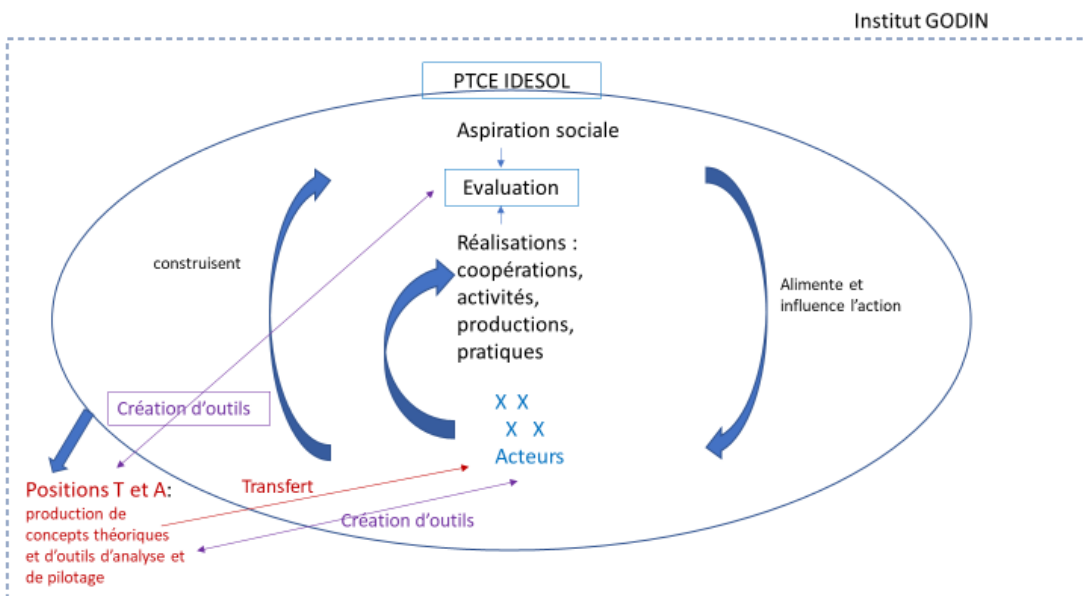 Institut GODIN
PTCE IDESOL
Aspiration sociale
Evaluation
Réalisations :
coopérations,
activités,
productions,
pratiques
construisent
Alimente et
influence l'action
Création d'outils
X X
X X
Acteurs
Positions T et A:
production de
concepts théoriques
et d'outils d'analyse et
de pilotage
Transfert
Création d'outils